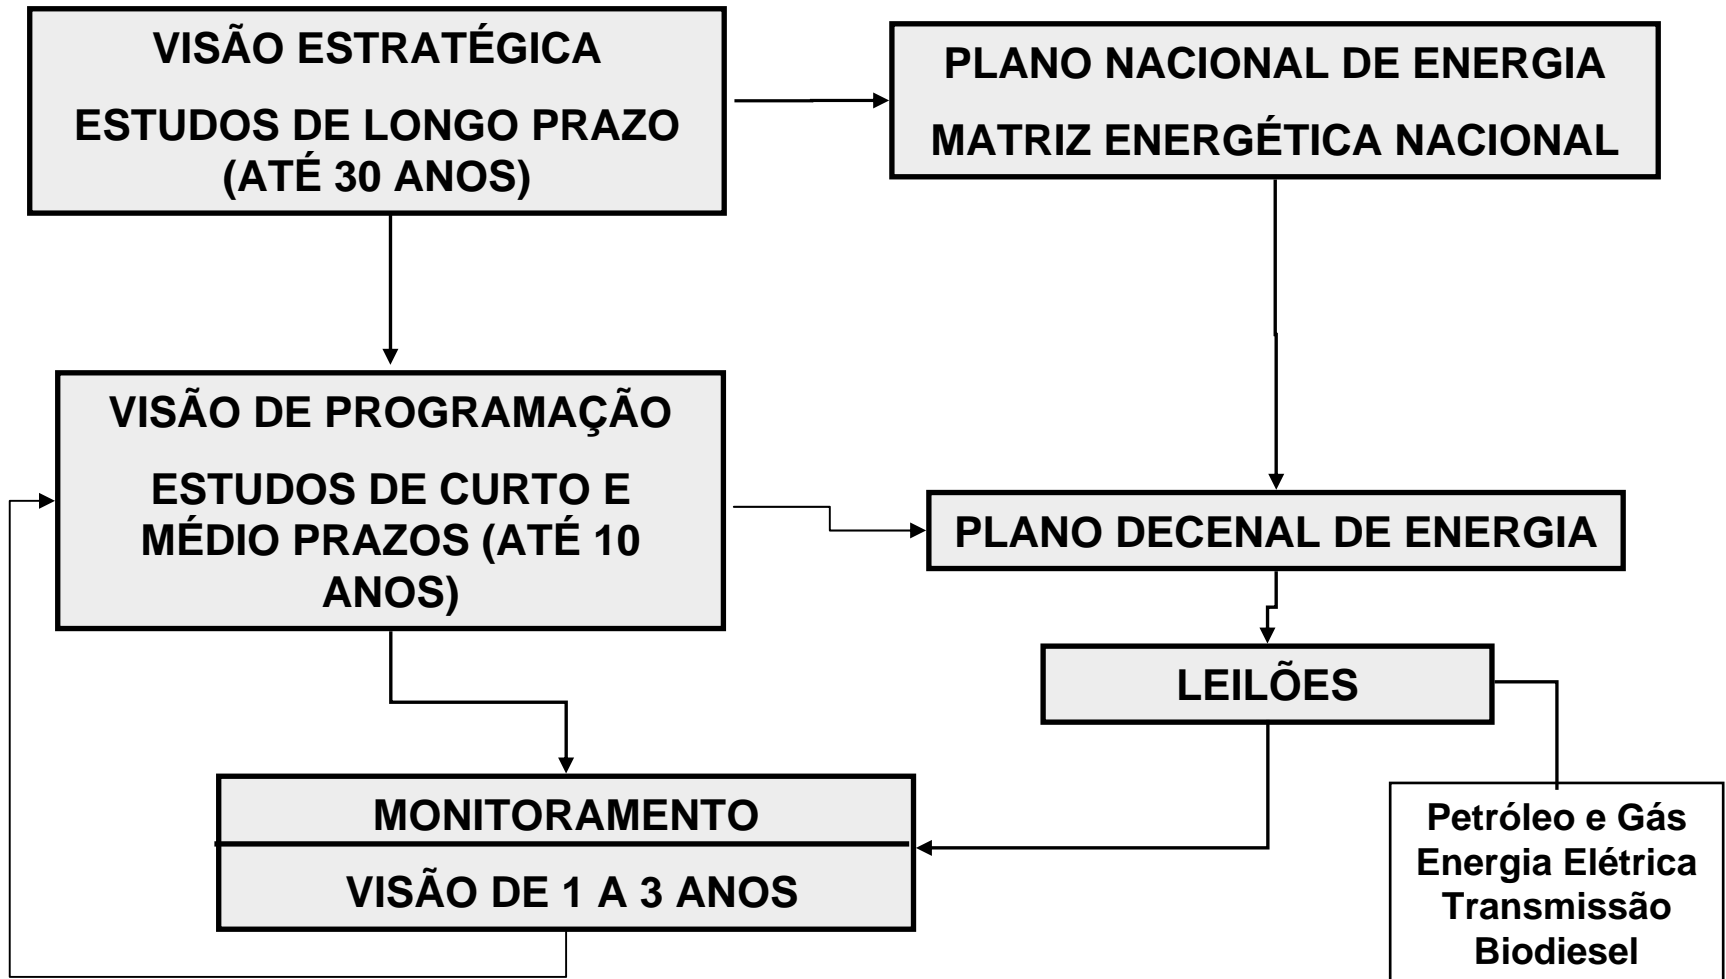 VISÃO ESTRATÉGICA
ESTUDOS DE LONGO PRAZO
(ATÉ 30 ANOS)
PLANO NACIONAL DE ENERGIA
MATRIZ ENERGÉTICA NACIONAL
VISÃO DE PROGRAMAÇÃO
ESTUDOS DE CURTO E
MÉDIO PRAZOS (ATÉ 10
ANOS)
PLANO DECENAL DE ENERGIA
LEILÕES
MONITORAMENTO
VISÃO DE 1 A 3 ANOS
Petróleo e Gás
Energia Elétrica
Transmissão
Biodiesel